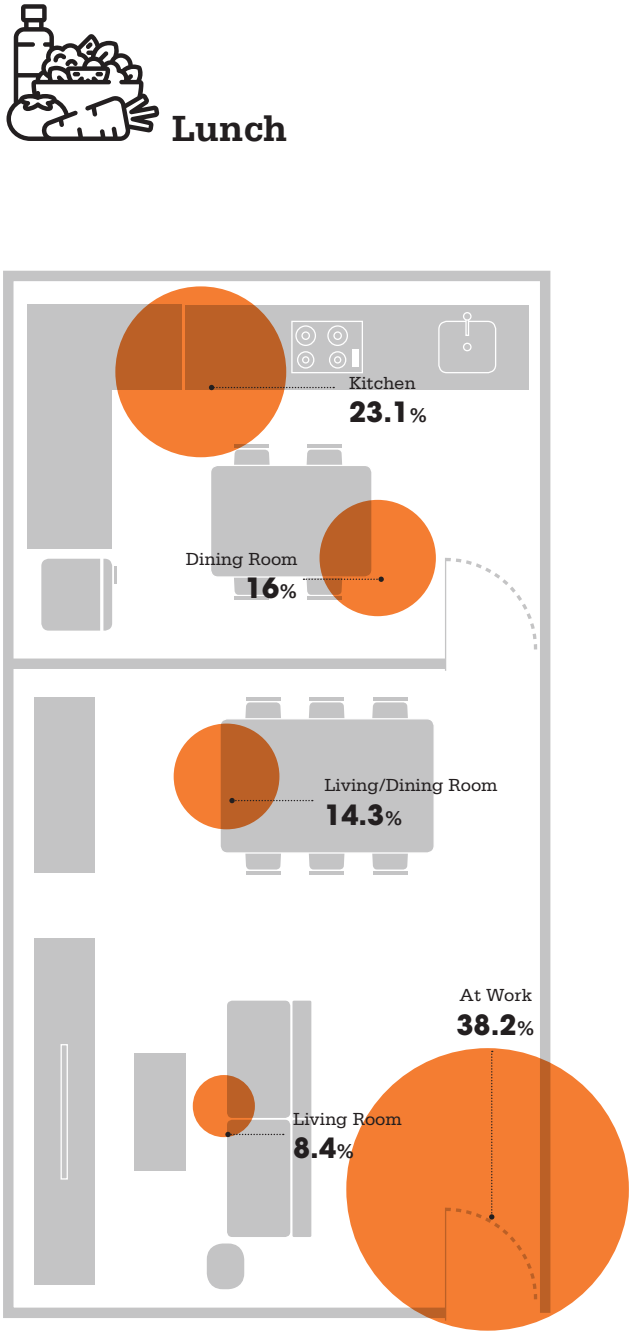 Lunch
Kitchen
23.1%
Dining Room
16%
Living/Dining Room
14.3%
At Work
38.2%
Living Room
8.4%